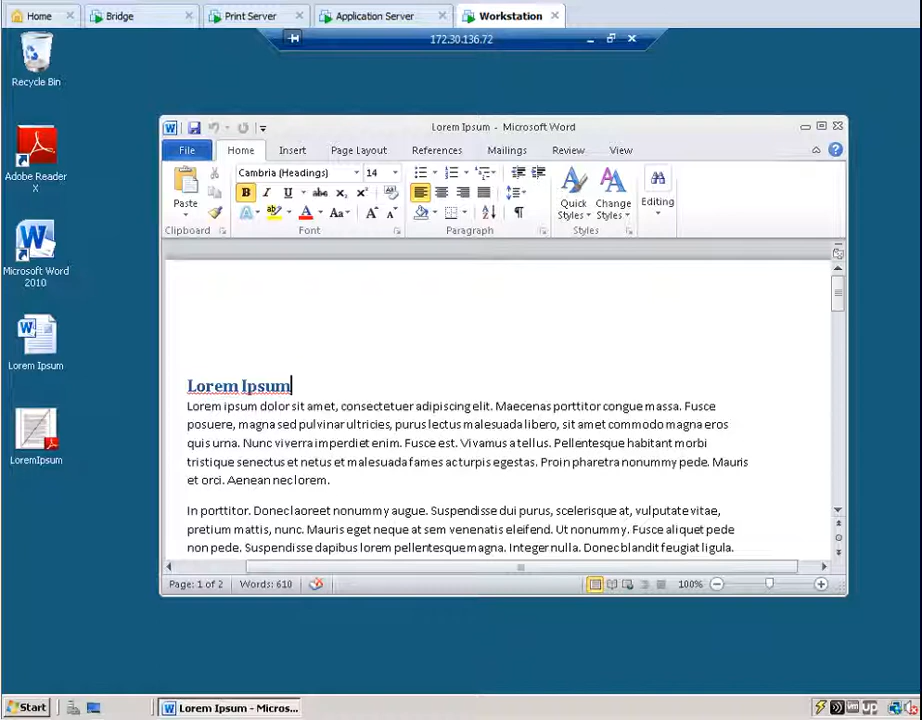 Home
Bridge
Print Server
Application Server
Workstation
172.30.136.72
Recycle Bin
Adobe Reader
X
Microsoft Word
2010
Lorem Ipsum
LoremIpsum
Lorem Ipsum - Microsoft Word
File Home Insert Page Layout References Mailings Review View
Cambria (Headings) 14
Paste
Quick
Styles
Change
Styles
Editing
Clipboard Font Paragraph Styles
Lorem Ipsum
Lorem ipsum dolor sit amet, consectetuer adipiscing elit. Maecenas porttitor congue massa. Fusce
posuere, magna sed pulvinar ultricies, purus lectus malesuada libero, sit amet commodo magna eros
quis urna. Nunc viverra imperdiet enim. Fusce est. Vivamus a tellus. Pellentesque habitant morbi
tristique senectus et netus et malesuada fames ac turpis egestas. Proin pharetra nonummy pede. Mauris
et orci. Aenean nec lorem.
In porttitor. Donec laoreet nonummy augue. Suspendisse dui purus, scelerisque at, vulputate vitae,
pretium mattis, nunc. Mauris eget neque at sem venenatis eleifend. Ut nonummy. Fusce aliquet pede
non pede. Suspendisse dapibus lorem pellentesque magna. Integer nulla. Donec blandit feugiat ligula.
Page: 1 of 2 Words: 610 100%
Start
Lorem Ipsum - Micros...